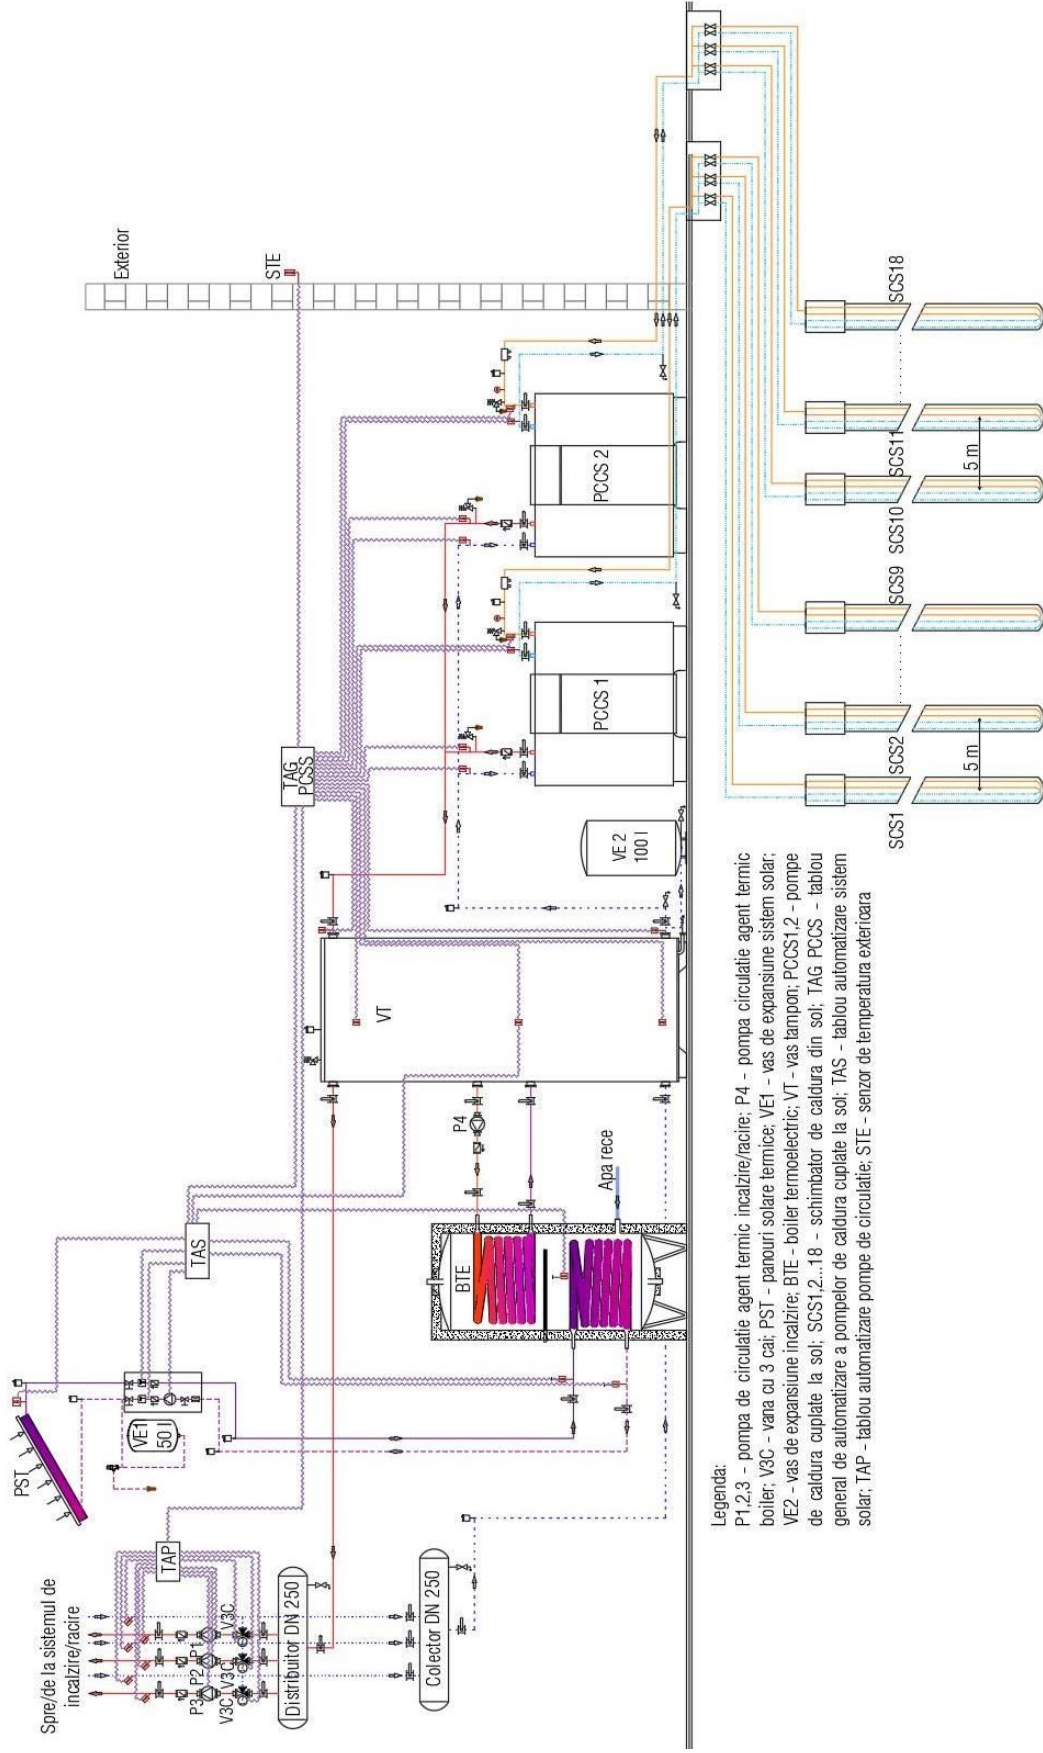 Spre/de la sistemul de
incalzire/racire
PST
VE1
50 l
TAP
TAS
TAG
PCSS
STE
Exterior
P3
P2
P1
V3C
V3C
V3C
Distribuitor DN 250
Colector DN 250
BTE
P4
Apa rece
VT
VE 2
100 l
PCCS 1
PCCS 2
SCS1
SCS2
SCS9
SCS10
SCS11
SCS18
5 m
5 m
Legenda:
P1,2,3 - pompa de circulatie agent termic incalzire/racire; P4 - pompa circulatie agent termic
boiler; V3C - vana cu 3 cai; PST - panouri solare termice; VE1 - vas de expansiune sistem solar;
VE2 - vas de expansiune incalzire; BTE - boiler termoelectric; VT - vas tampon; PCCS1,2 - pompe
de caldura cuplate la sol; SCS1,2...18 - schimbator de caldura din sol; TAG PCCS - tablou
general de automatizare a pompelor de caldura cuplate la sol; TAS - tablou automatizare sistem
solar; TAP - tablou automatizare pompe de circulatie; STE - senzor de temperatura exterioara